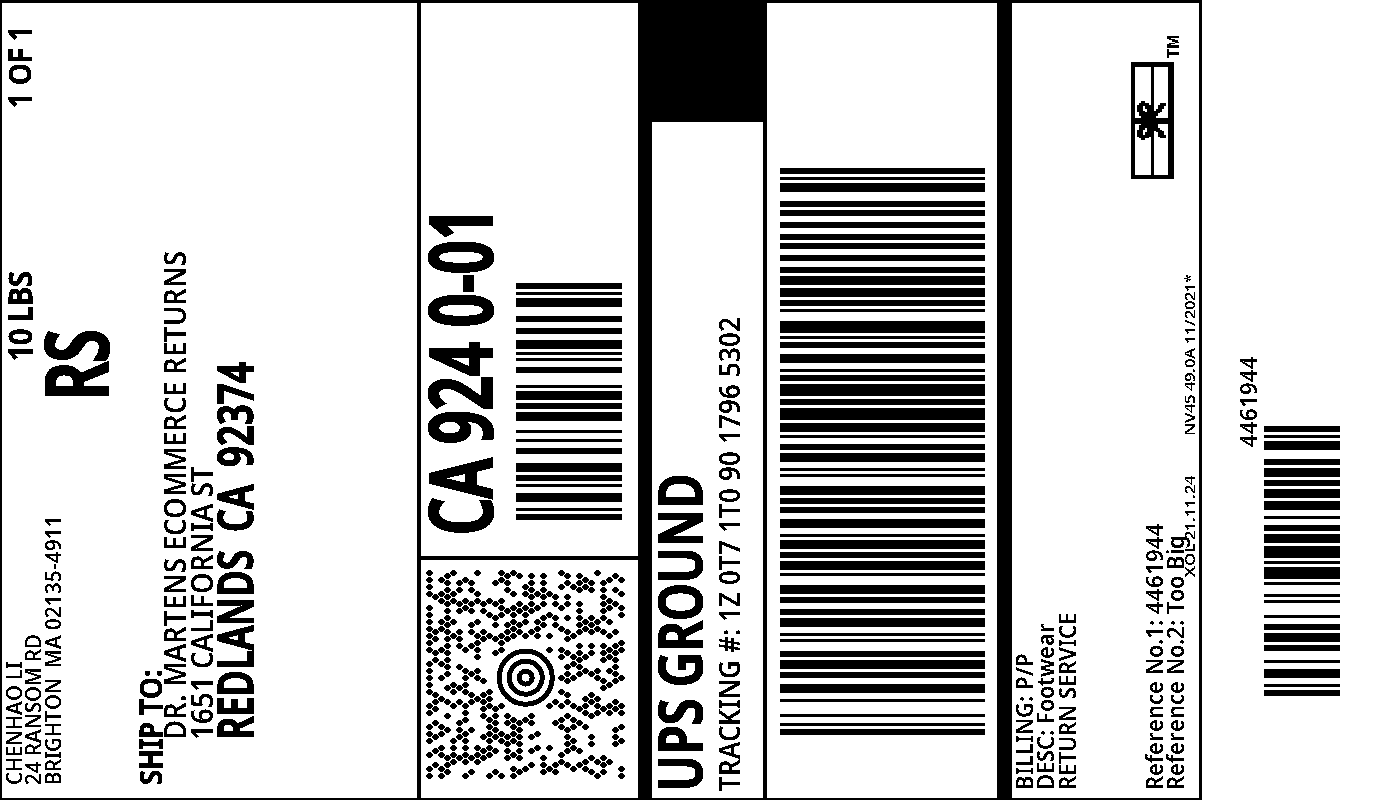 CHENHAO LI
24 RANSOM RD
BRIGHTON MA 02135-4911
10 LBS
1 OF 1
RS
SHIP TO:
DR. MARTENS ECOMMERCE RETURNS
1651 CALIFORNIA ST
REDLANDS CA 92374
CA 924 0-01
UPS GROUND
TRACKING #: 1Z 0T7 1T0 90 1796 5302
BILLING: P/P
DESC: Footwear
RETURN SERVICE
TM
Reference No.1: 4461944
Reference No.2: Too Big
XOL 21.11.24 NV45 49.0A 11/2021*
4461944